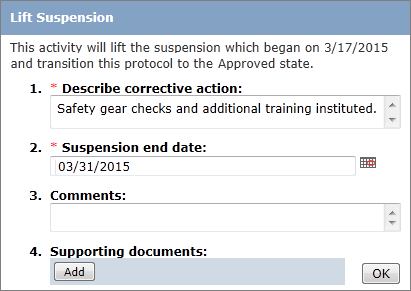 Lift Suspension
This activity will lift the suspension which began on 3/17/2015
and transition this protocol to the Approved state.
1. * Describe corrective action:
Safety gear checks and additional training instituted.
2. * Suspension end date:
03/31/2015
3. Comments:
4. Supporting documents:
Add
OK